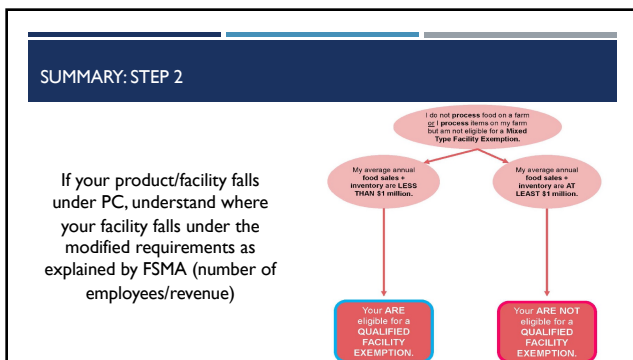 SUMMARY: STEP 2
I do not process food on a farm
or I process items on my farm
but am not eligible for a Mixed
Type Facility Exemption.
If your product/facility falls
under PC, understand where
your facility falls under the
modified requirements as
explained by FSMA (number of
employees/revenue)
My average annual
food sales +
inventory are LESS
THAN $1 million.
My average annual
food sales +
inventory are AT
LEAST $1 million.
Your ARE
eligible for a
QUALIFIED
FACILITY
EXEMPTION.
Your ARE NOT
eligible for a
QUALIFIED
FACILITY
EXEMPTION.